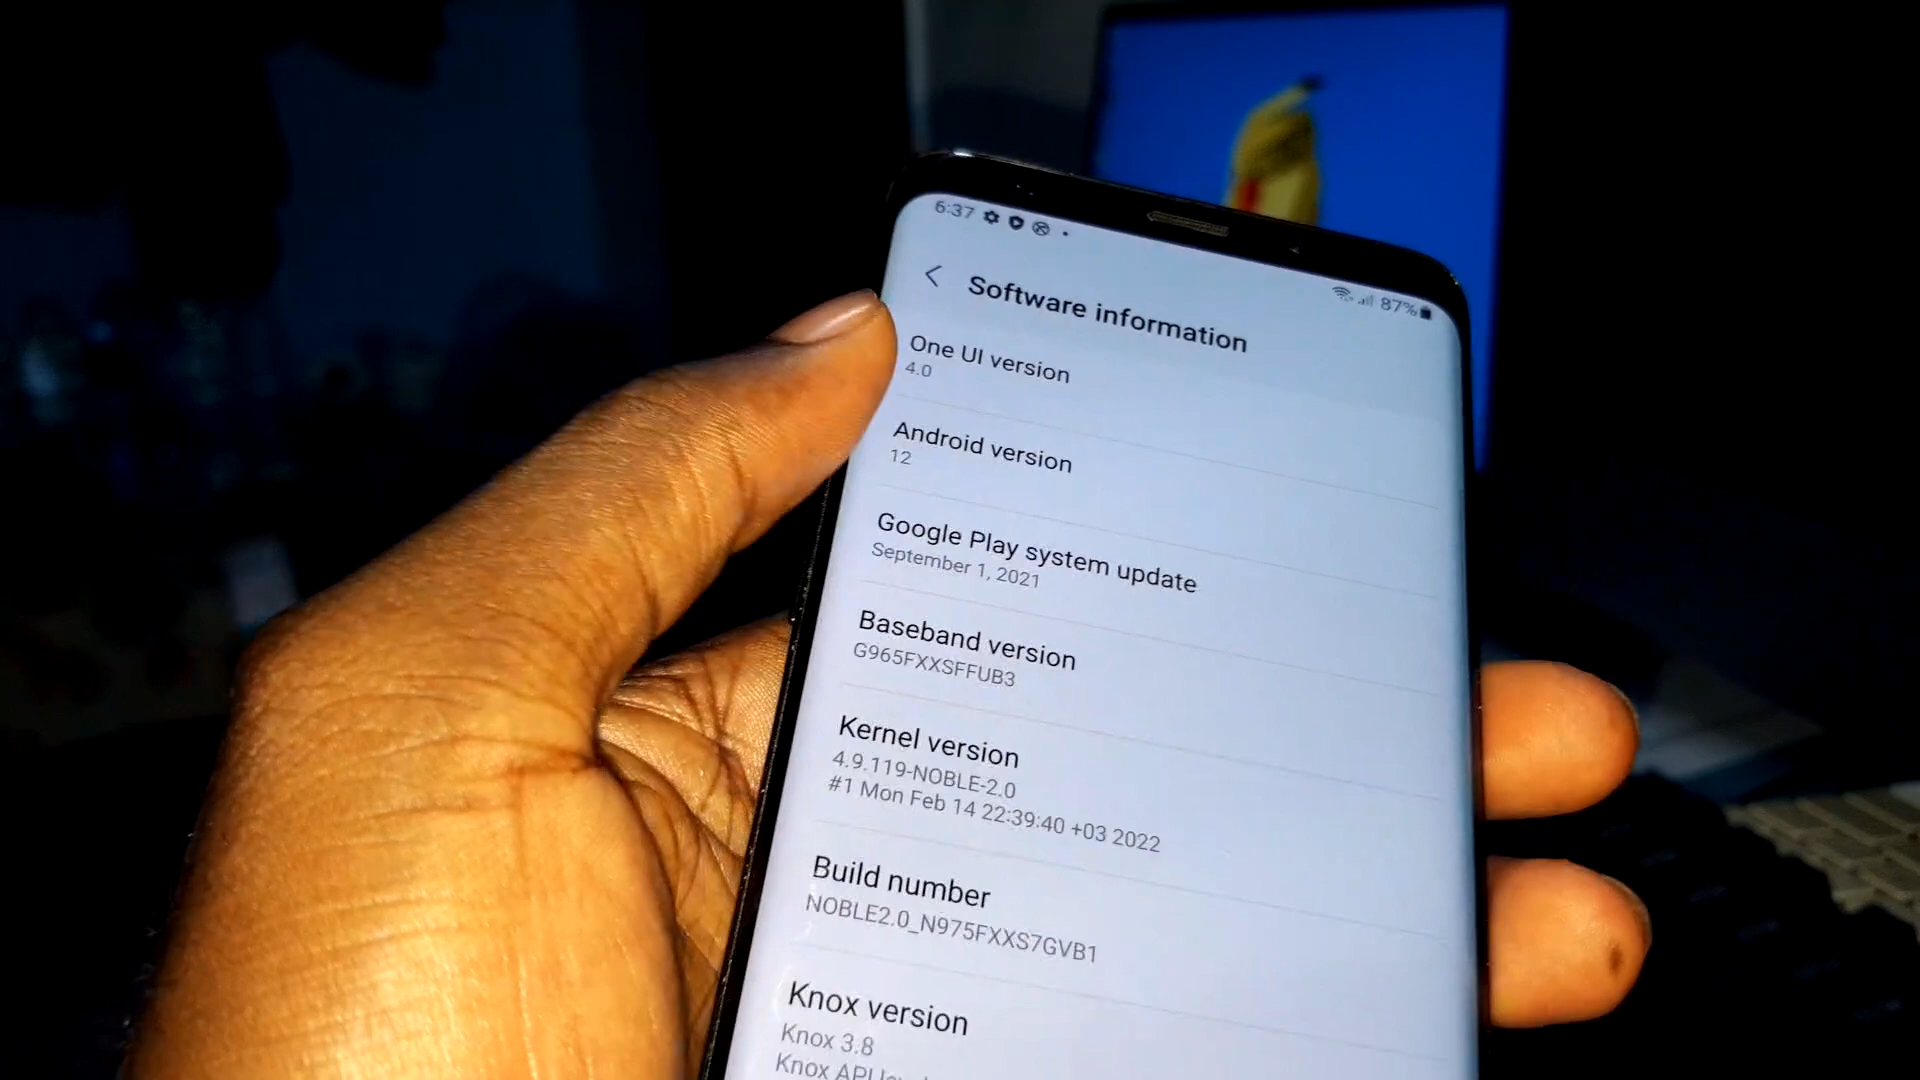 6:37
87%
Software information
One UI version
4.0
Android version
12
Google Play system update
September 1, 2021
Baseband version
G965FXXSFFUB3
Kernel version
4.9.119-NOBLE-2.0
#1 Mon Feb 14 22:39:40 +03 2022
Build number
NOBLE2.0_N975FXXS7GVB1
Knox version
Knox 3.8
Knox API